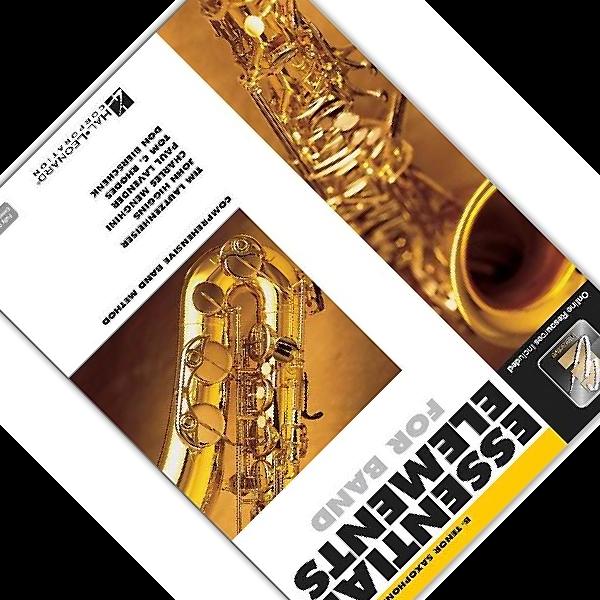 B♭ TENOR SAXOPHONE
ESSENTIAL
ELEMENTS
FOR BAND
Online Resources Included
COMPREHENSIVE BAND METHOD
TIM LAUTZENHEISER
JOHN HIGGINS
CHARLES MENGHINI
PAUL LAVENDER
TOM C. RHODES
DON BIERSCHENK
HAL•LEONARD®
CORPORATION